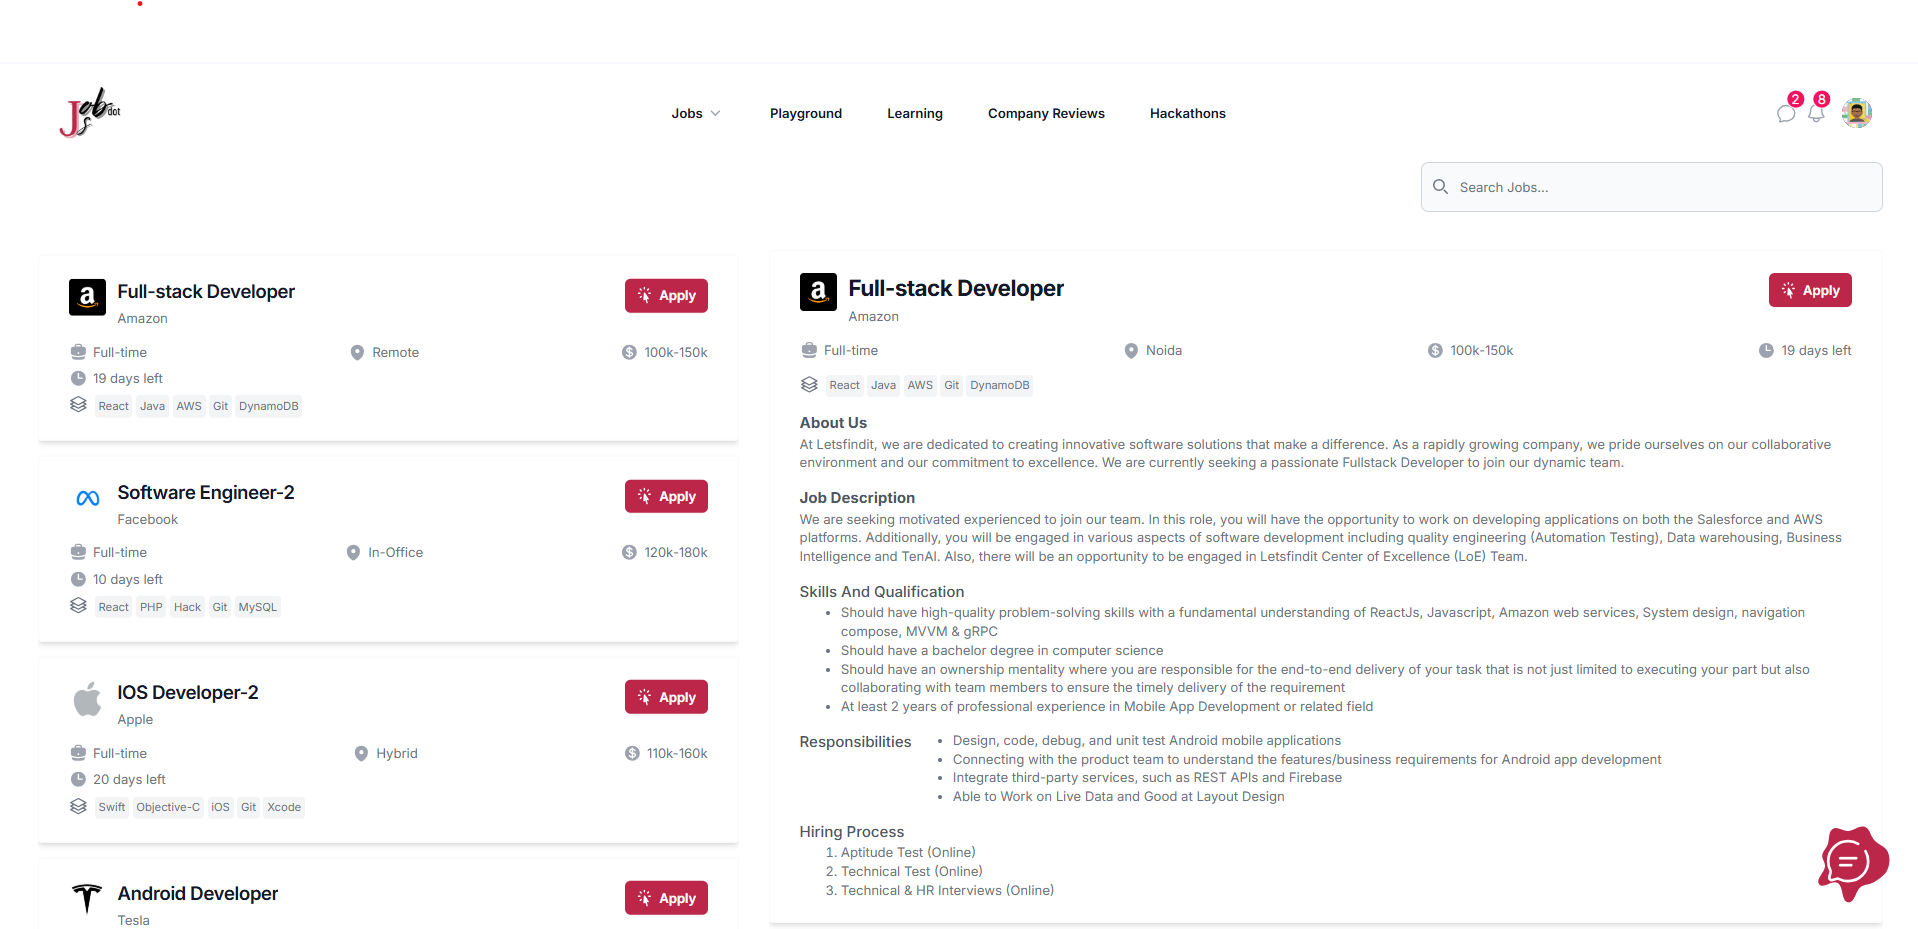 Jobs dot
Jobs
Playground
Learning
Company Reviews
Hackathons
2
8
Search Jobs...
a
Full-stack Developer
Amazon
Apply
Full-time
Remote
$ 100k-150k
19 days left
React Java AWS Git DynamoDB
Software Engineer-2
Facebook
Apply
Full-time
In-Office
$ 120k-180k
10 days left
React PHP Hack Git MySQL
IOS Developer-2
Apple
Apply
Full-time
Hybrid
$ 110k-160k
20 days left
Swift Objective-C iOS Git Xcode
Android Developer
Tesla
Apply
a
Full-stack Developer
Amazon
Apply
Full-time
Noida
$ 100k-150k
19 days left
React Java AWS Git DynamoDB
About Us
At Letsfindit, we are dedicated to creating innovative software solutions that make a difference. As a rapidly growing company, we pride ourselves on our collaborative
environment and our commitment to excellence. We are currently seeking a passionate Fullstack Developer to join our dynamic team.
Job Description
We are seeking motivated experienced to join our team. In this role, you will have the opportunity to work on developing applications on both the Salesforce and AWS
platforms. Additionally, you will be engaged in various aspects of software development including quality engineering (Automation Testing), Data warehousing, Business
Intelligence and TenAI. Also, there will be an opportunity to be engaged in Letsfindit Center of Excellence (LoE) Team.
Skills And Qualification
• Should have high-quality problem-solving skills with a fundamental understanding of ReactJs, Javascript, Amazon web services, System design, navigation
compose, MVVM & gRPC
• Should have a bachelor degree in computer science
• Should have an ownership mentality where you are responsible for the end-to-end delivery of your task that is not just limited to executing your part but also
collaborating with team members to ensure the timely delivery of the requirement
• At least 2 years of professional experience in Mobile App Development or related field
Responsibilities
• Design, code, debug, and unit test Android mobile applications
• Connecting with the product team to understand the features/business requirements for Android app development
• Integrate third-party services, such as REST APIs and Firebase
• Able to Work on Live Data and Good at Layout Design
Hiring Process
1. Aptitude Test (Online)
2. Technical Test (Online)
3. Technical & HR Interviews (Online)